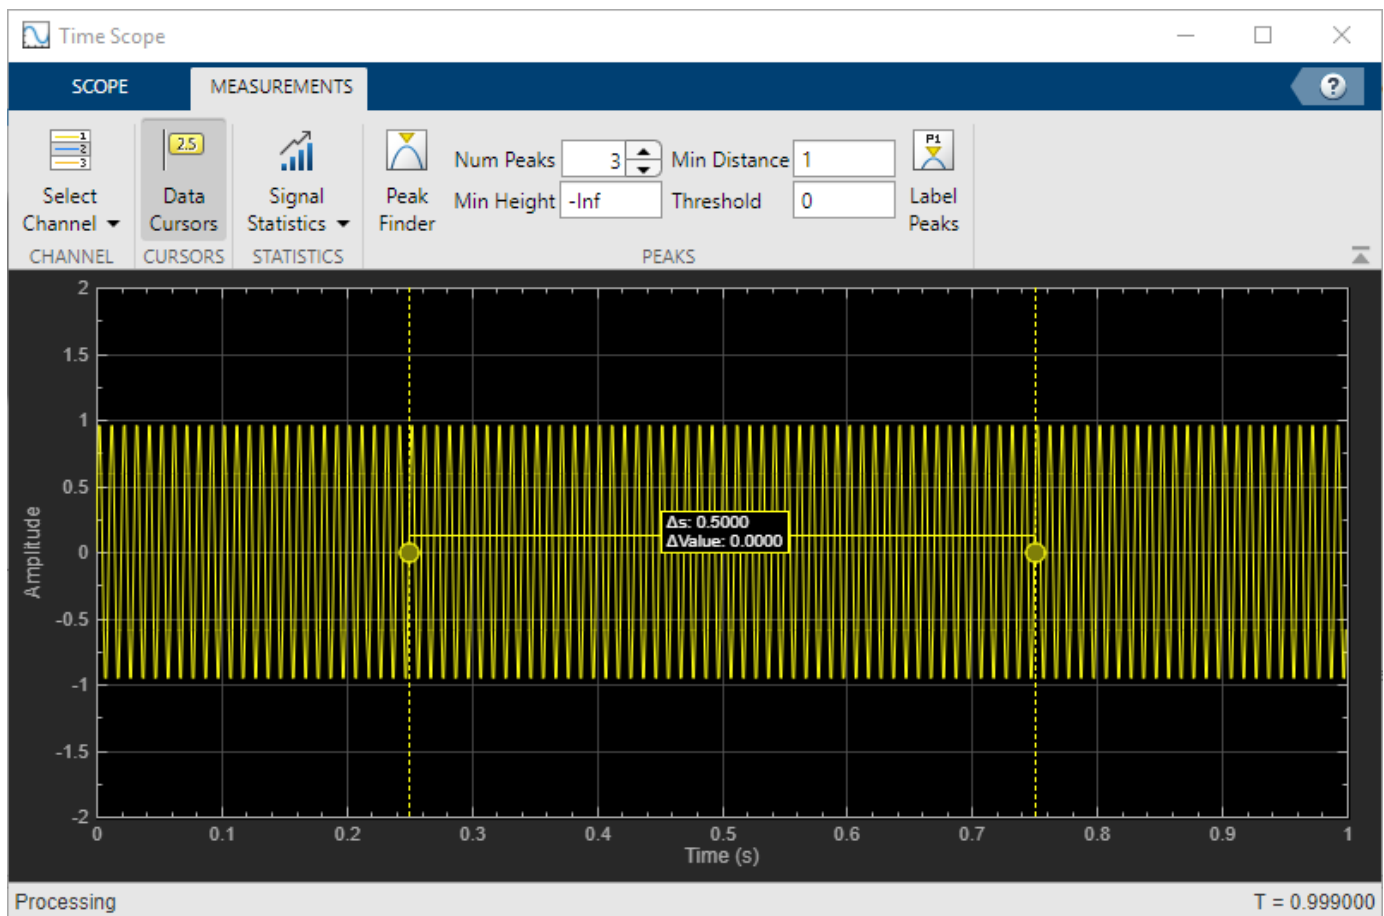 Time Scope
SCOPE MEASUREMENTS ?
1
2
3
2.5
P1
Num Peaks 3 Min Distance 1
Select Data Signal Peak Min Height -Inf Threshold 0 Label
Channel Cursors Statistics Finder Peaks
CHANNEL CURSORS STATISTICS PEAKS
2
1.5
1
0.5
0
-0.5
-1
-1.5
-2
Amplitude
Δs: 0.5000
ΔValue: 0.0000
0 0.1 0.2 0.3 0.4 0.5 0.6 0.7 0.8 0.9 1
Time (s)
Processing T = 0.999000